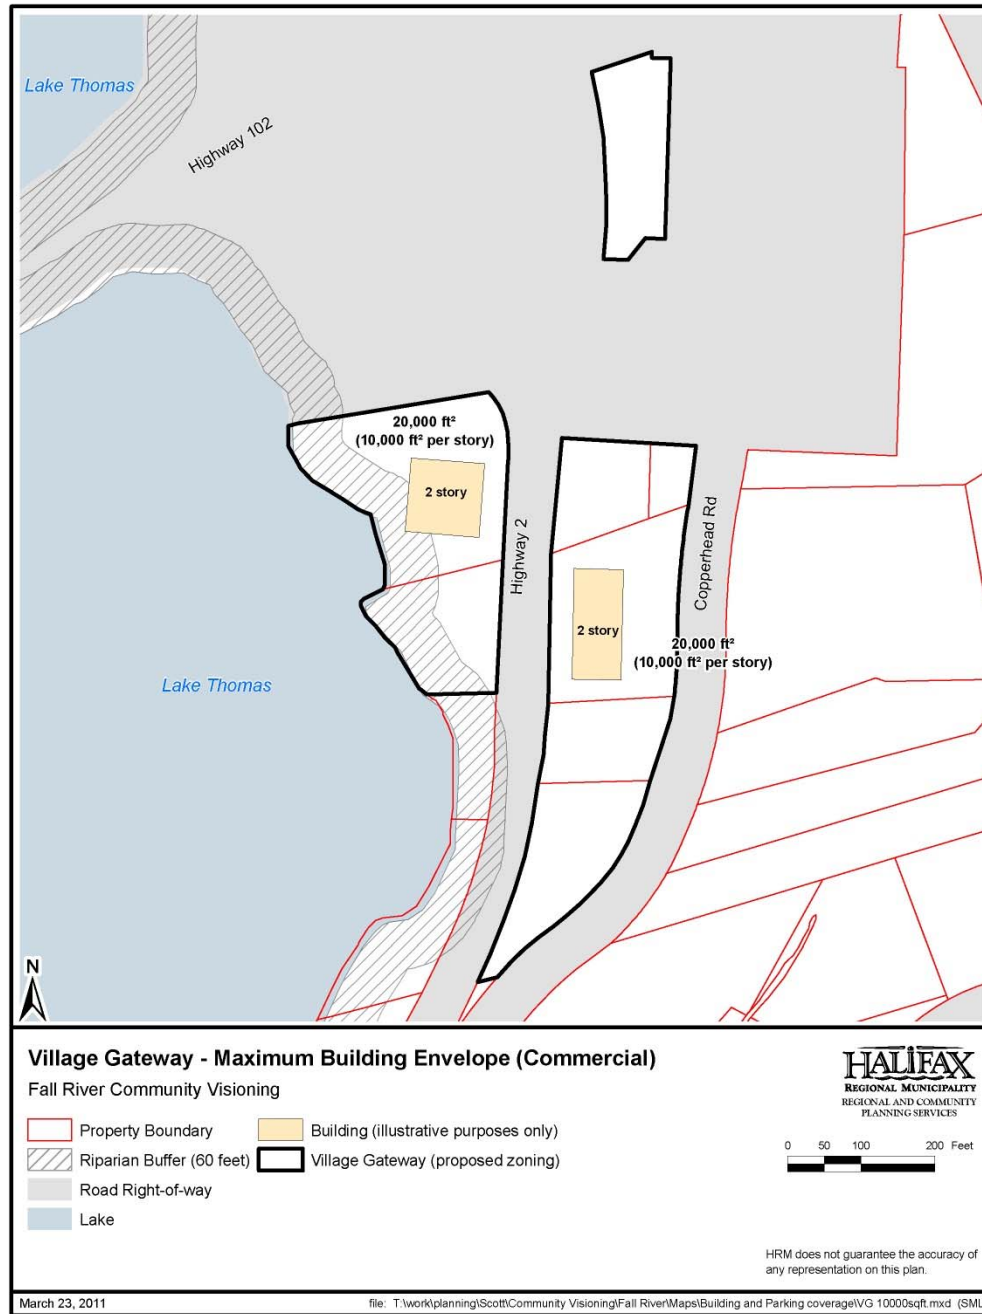 Lake Thomas
Highway 102
20,000 ft²
(10,000 ft² per story)
2 story
Highway 2
Copperhead Rd
2 story
20,000 ft²
(10,000 ft² per story)
Lake Thomas
N
Village Gateway - Maximum Building Envelope (Commercial)
Fall River Community Visioning
Property Boundary
Building (illustrative purposes only)
Riparian Buffer (60 feet)
Village Gateway (proposed zoning)
Road Right-of-way
Lake
HALIFAX
REGIONAL MUNICIPALITY
REGIONAL AND COMMUNITY
PLANNING SERVICES
0 50 100 200 Feet
HRM does not guarantee the accuracy of
any representation on this plan.
March 23, 2011
file: T:\work\planning\Scott\Community Visioning\Fall River\Maps\Building and Parking coverage\VG 10000sqft.mxd (SML